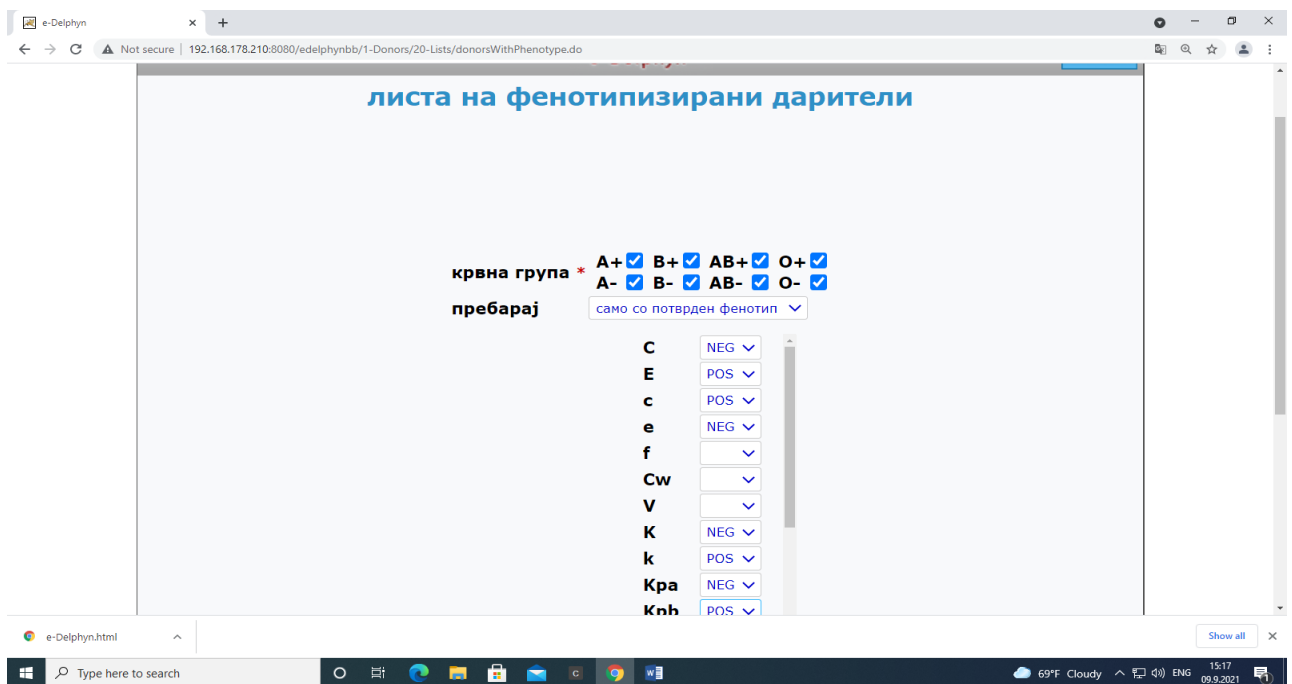 e-Delphyn
Not secure | 192.168.178.210:8080/edelphynbb/1-Donors/20-Lists/donorsWithPhenotype.do
листа на фенотипизирани дарители
крвна група *
A+ B+ AB+ O+
A- B- AB- O-
пребарај само со потврден фенотип
C NEG
E POS
c POS
e NEG
f
Cw
V
K NEG
k POS
Kpa NEG
Kpb POS
e-Delphyn.html
Show all
Type here to search
69°F Cloudy
ENG
15:17
09.9.2021